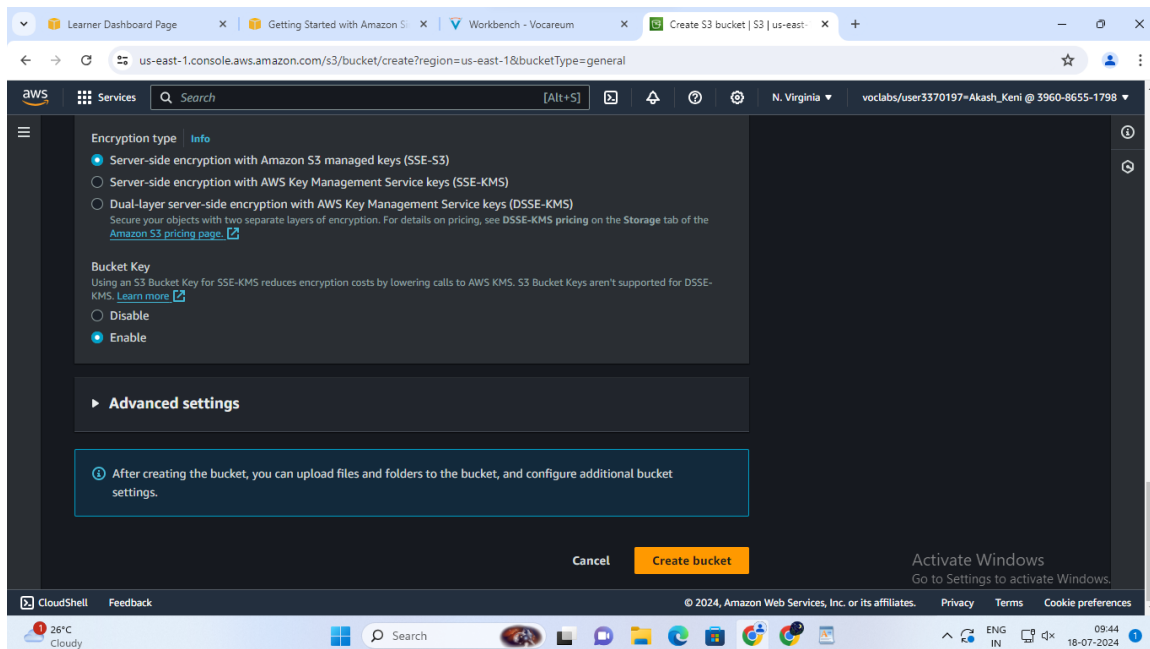 Learner Dashboard Page
Getting Started with Amazon Si
Workbench - Vocareum
Create S3 bucket | S3 | us-east-
us-east-1.console.aws.amazon.com/s3/bucket/create?region=us-east-1&bucketType=general
aws Services Search [Alt+S] N. Virginia ▼ voclabs/user3370197=Akash_Keni @ 3960-8655-1798 ▼
Encryption type Info
Server-side encryption with Amazon S3 managed keys (SSE-S3)
Server-side encryption with AWS Key Management Service keys (SSE-KMS)
Dual-layer server-side encryption with AWS Key Management Service keys (DSSE-KMS)
Secure your objects with two separate layers of encryption. For details on pricing, see DSSE-KMS pricing on the Storage tab of the
Amazon S3 pricing page.
Bucket Key
Using an S3 Bucket Key for SSE-KMS reduces encryption costs by lowering calls to AWS KMS. S3 Bucket Keys aren't supported for DSSE-
KMS. Learn more
Disable
Enable
Advanced settings
After creating the bucket, you can upload files and folders to the bucket, and configure additional bucket
settings.
Cancel Create bucket
Activate Windows
Go to Settings to activate Windows.
CloudShell Feedback © 2024, Amazon Web Services, Inc. or its affiliates. Privacy Terms Cookie preferences
1 26°C
Cloudy
Search
ENG
IN
09:44
18-07-2024
1